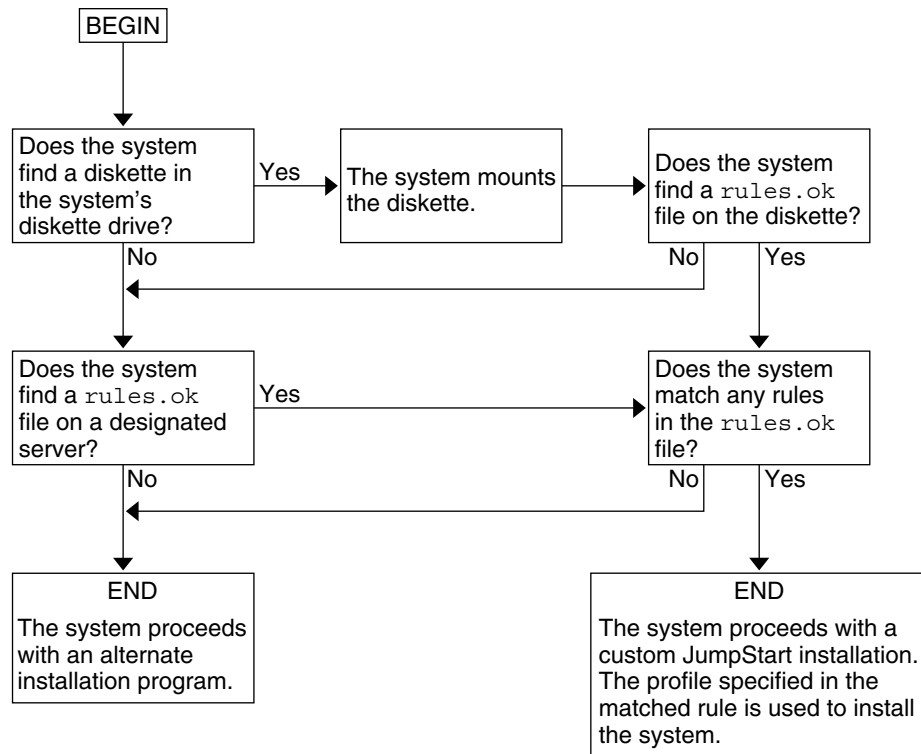 BEGIN
Does the system
find a diskette in
the system's
diskette drive?
Yes
The system mounts
the diskette.
Does the system
find a rules.ok
file on the diskette?
No
No
Yes
Does the system
find a rules.ok
file on a designated
server?
Yes
Does the system
match any rules
in the rules.ok
file?
No
No
Yes
END
The system proceeds
with an alternate
installation program.
END
The system proceeds with a
custom JumpStart installation.
The profile specified in the
matched rule is used to install
the system.